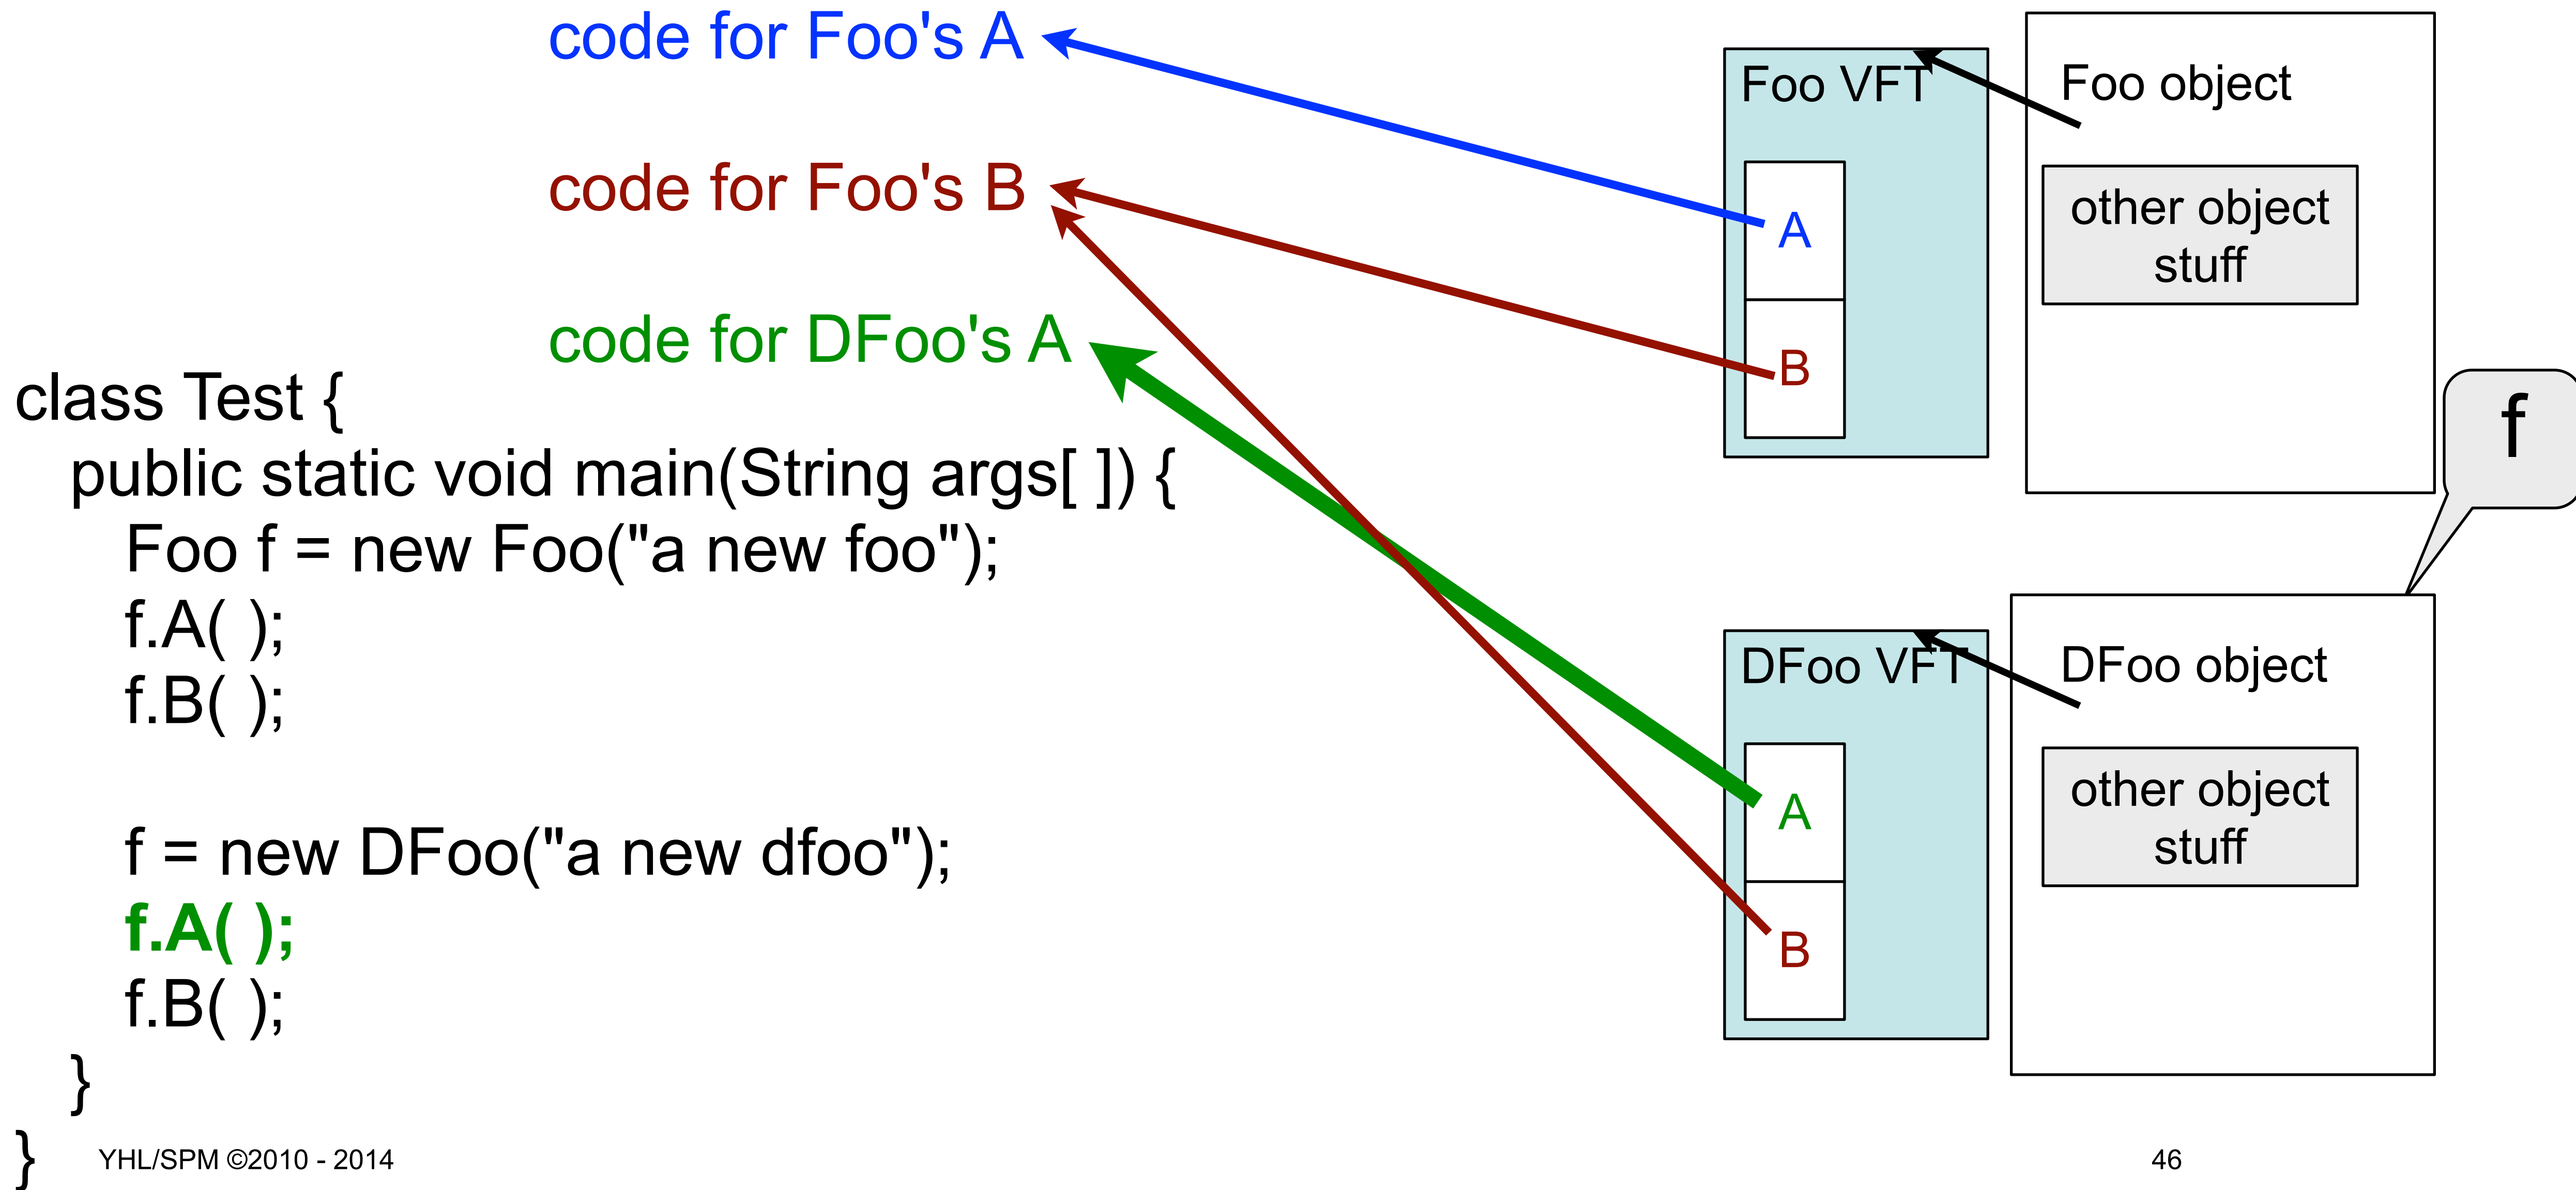 code for Foo's A
code for Foo's B
code for DFoo's A
class Test {
public static void main(String args[ ]) {
Foo f = new Foo("a new foo");
f.A( );
f.B( );
f = new DFoo("a new dfoo");
f.A( );
f.B( );
}
}
Foo VFT
A
B
Foo object
other object
stuff
f
DFoo VFT
A
B
DFoo object
other object
stuff
YHL/SPM ©2010 - 2014
46